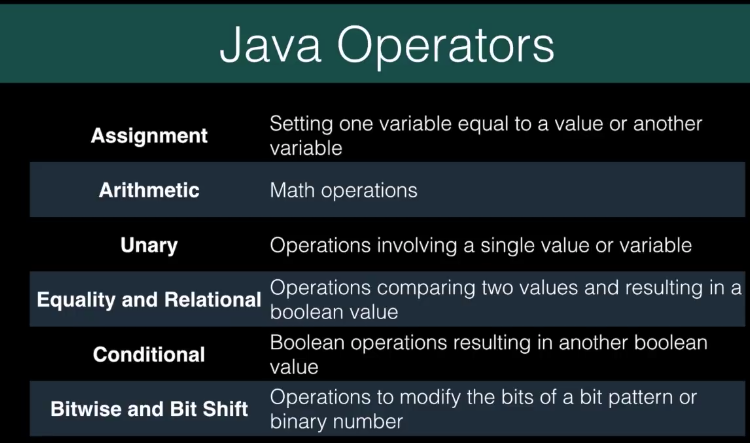 Java Operators
Assignment
Setting one variable equal to a value or another
variable
Arithmetic
Math operations
Unary
Operations involving a single value or variable
Equality and Relational
Operations comparing two values and resulting in a
boolean value
Conditional
Boolean operations resulting in another boolean
value
Bitwise and Bit Shift
Operations to modify the bits of a bit pattern or
binary number